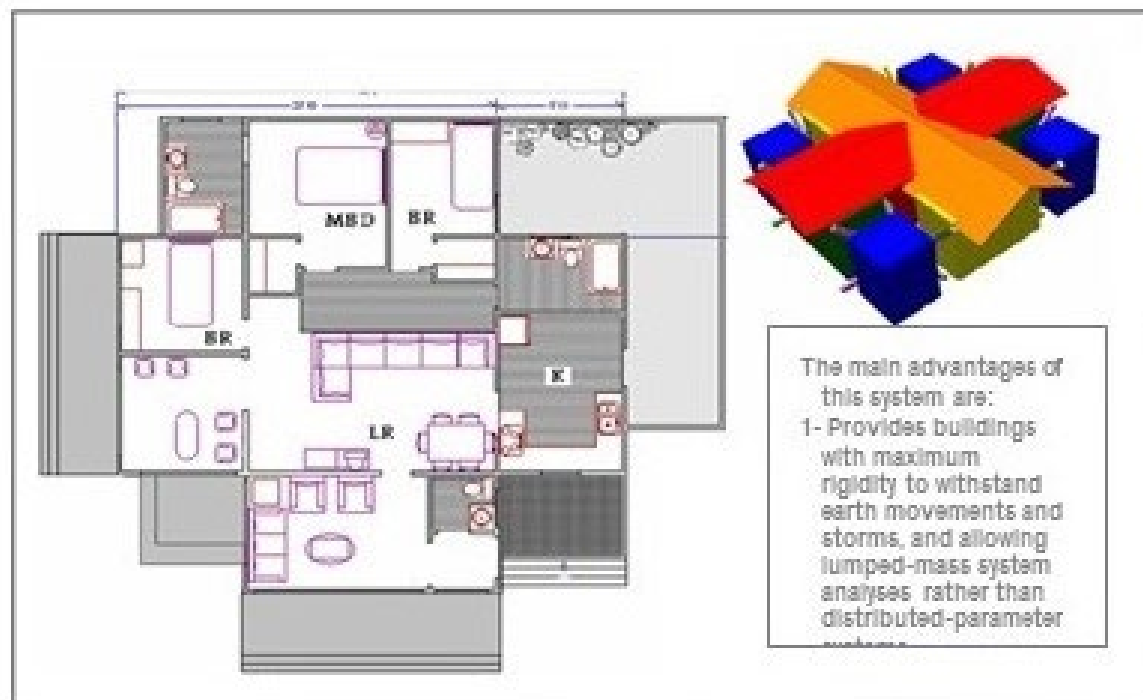 MBD
BR
BR
K
LR
The main advantages of
this system are:
1- Provides buildings
with maximum
rigidity to withstand
earth movements and
storms, and allowing
lumped-mass system
analyses rather than
distributed-parameter